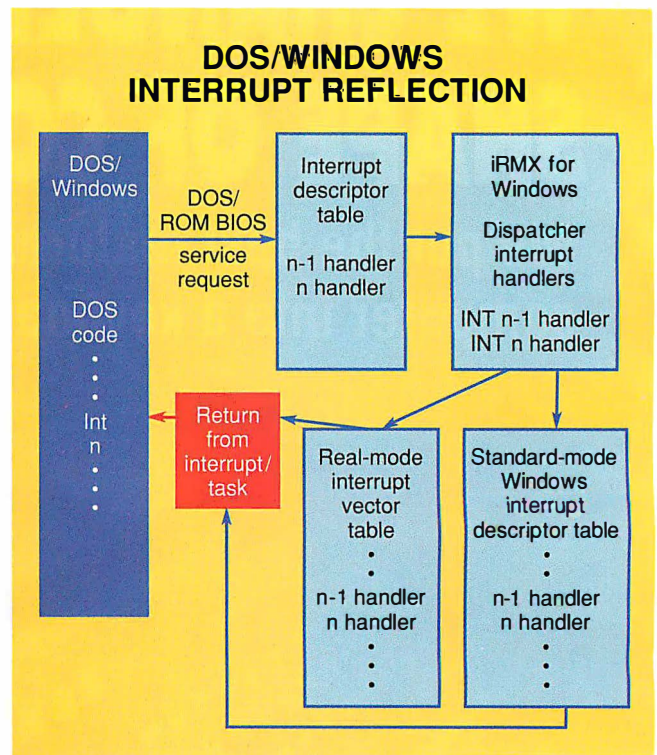 DOS/WINDOWS
INTERRUPT REFLECTION
DOS/
Windows
DOS
code
•
•
•
•
Int
n
•
•
•
•
DOS/
ROM BIOS
service
request
Interrupt
descriptor
table
n-1 handler
n handler
iRMX for
Windows
Dispatcher
interrupt
handlers
INT n-1 handler
INT n handler
Return
from
interrupt/
task
Real-mode
interrupt
vector
table
•
•
n-1 handler
n handler
•
•
•
Standard-mode
Windows
interrupt
descriptor table
•
•
n-1 handler
n handler
•
•
•